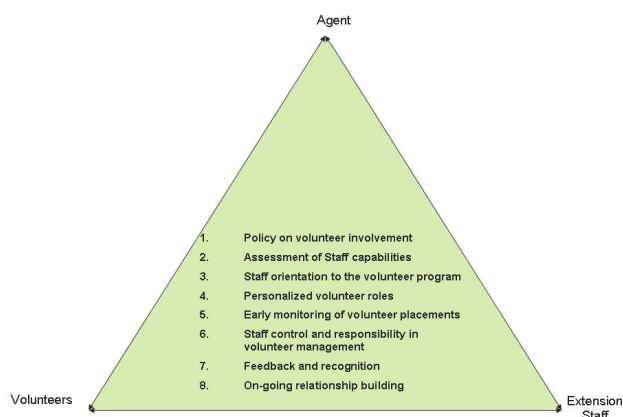 Agent
1. Policy on volunteer involvement
2. Assessment of Staff capabilities
3. Staff orientation to the volunteer program
4. Personalized volunteer roles
5. Early monitoring of volunteer placements
6. Staff control and responsibility in
volunteer management
7. Feedback and recognition
8. On-going relationship building
Volunteers
Extension
Staff